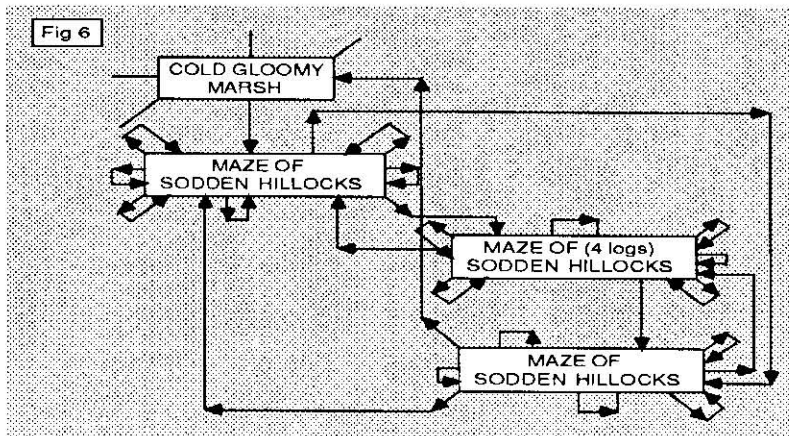 Fig 6
COLD GLOOMY
MARSH
MAZE OF
SODDEN HILLOCKS
MAZE OF (4 logs)
SODDEN HILLOCKS
MAZE OF
SODDEN HILLOCKS